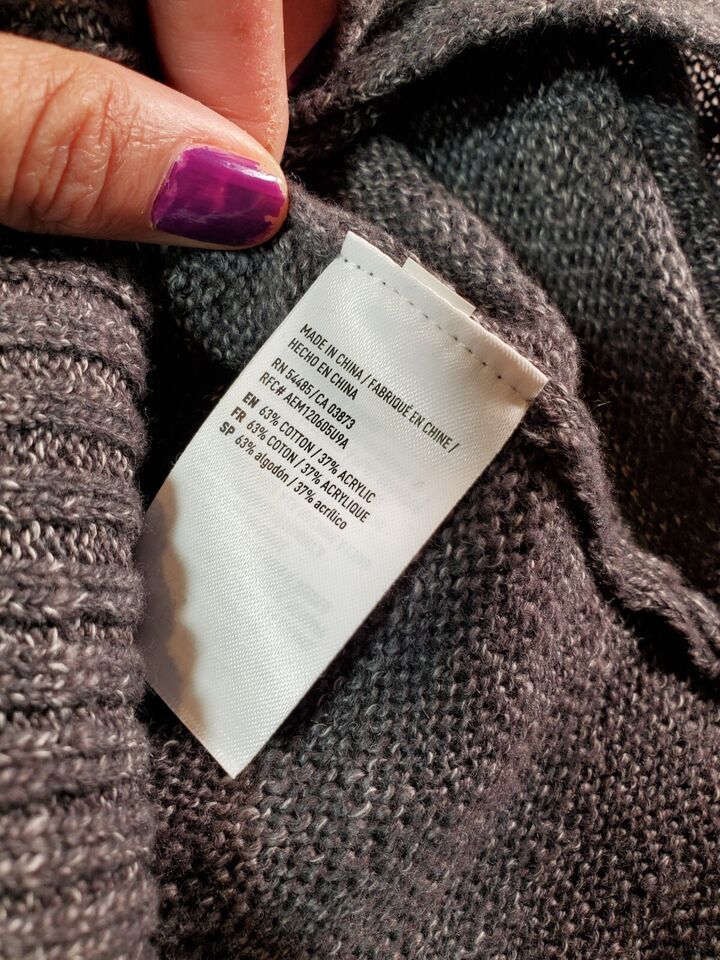 MADE IN CHINA / FABRIQUÉ EN CHINE /
HECHO EN CHINA
RN 54485 / CA 03873
RFC# AEM120605U9A
EN 63% COTTON / 37% ACRYLIC
FR 63% COTON / 37% ACRYLIQUE
SP 63% algodón / 37% acrílico